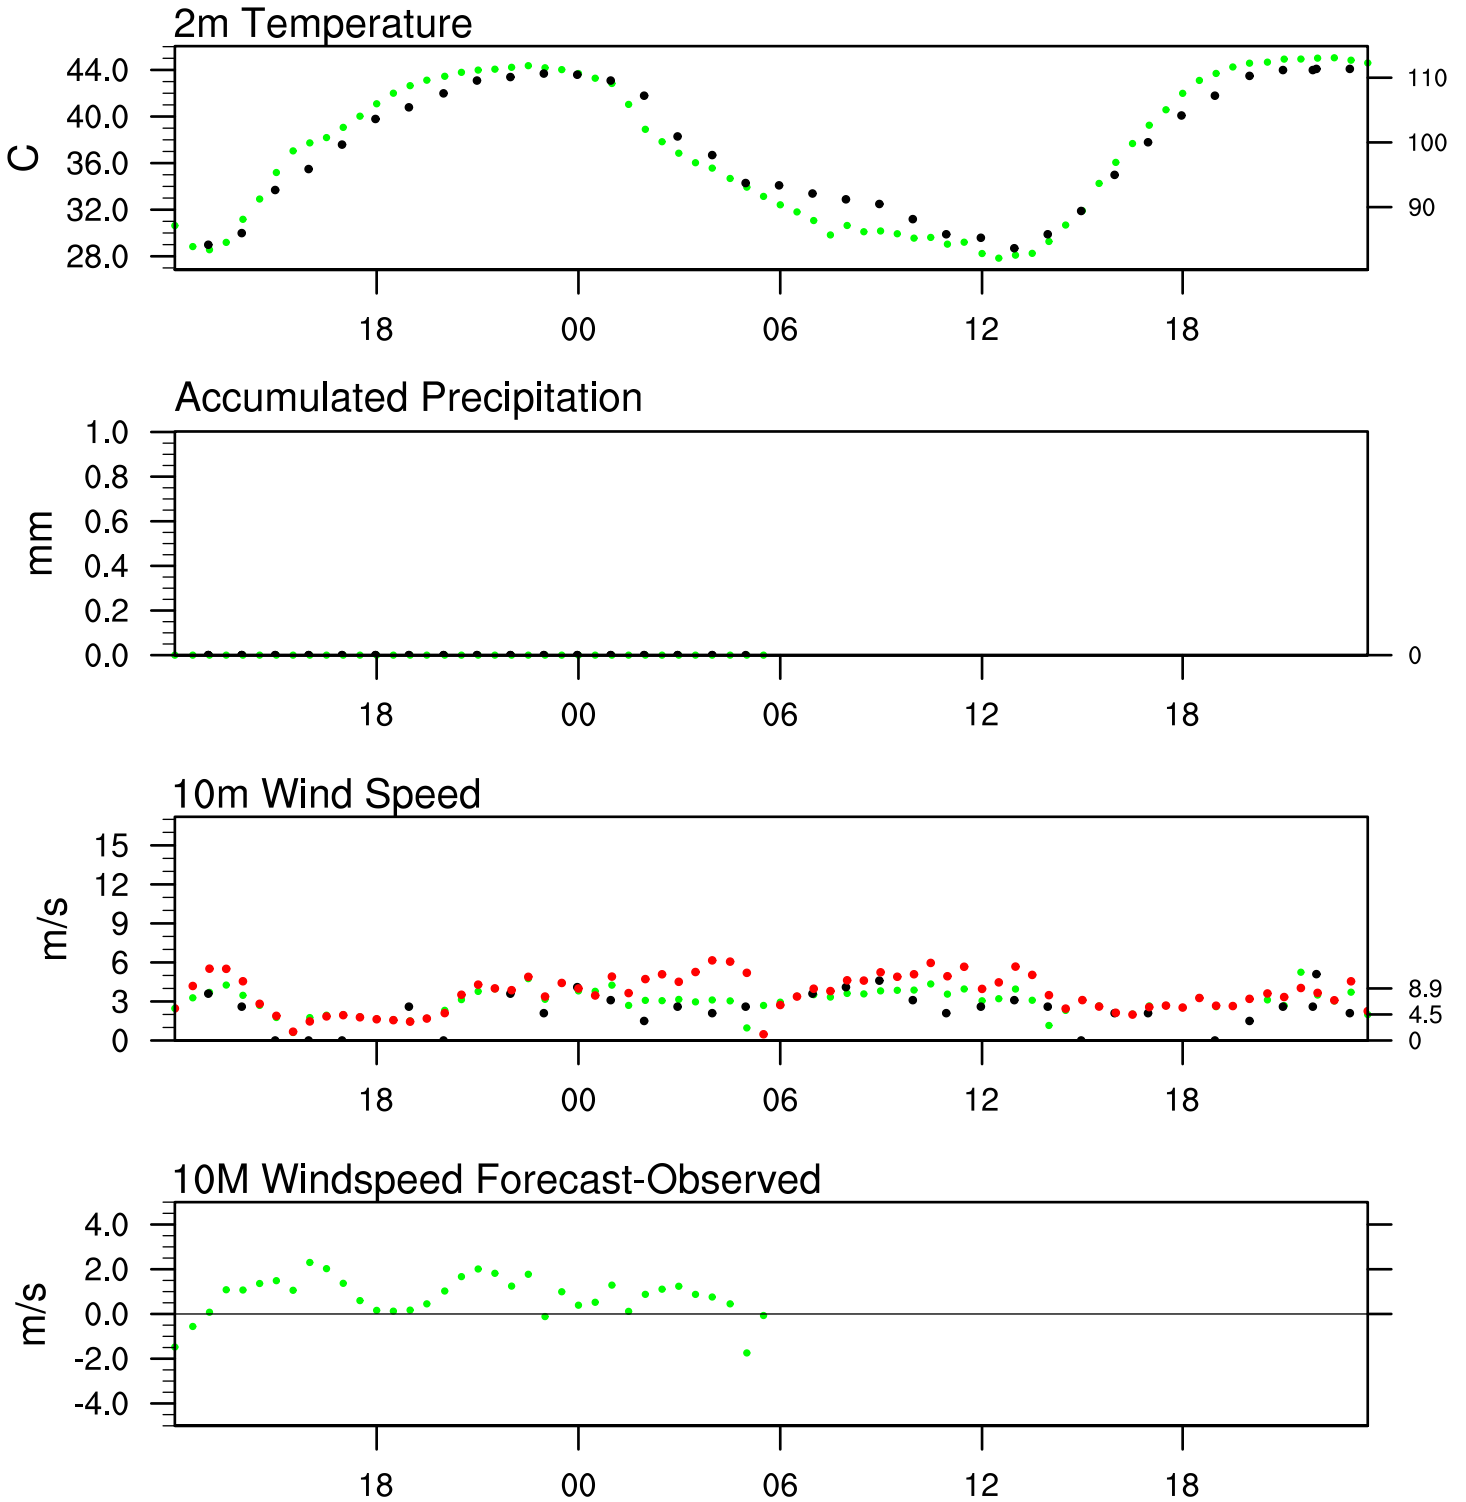 2m Temperature
44.0
40.0
36.0
32.0
28.0
C
110
100
90
18 00 06 12 18
Accumulated Precipitation
1.0
0.8
0.6
0.4
0.2
0.0
mm
0
18 00 06 12 18
10m Wind Speed
15
12
9
6
3
0
m/s
8.9
4.5
0
18 00 06 12 18
10M Windspeed Forecast-Observed
4.0
2.0
0.0
-2.0
-4.0
m/s
18 00 06 12 18